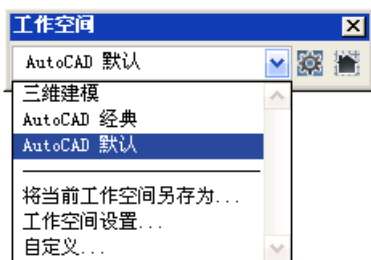 工作空间
AutoCAD 默认
三维建模
AutoCAD 经典
AutoCAD 默认
将当前工作空间另存为...
工作空间设置...
自定义...